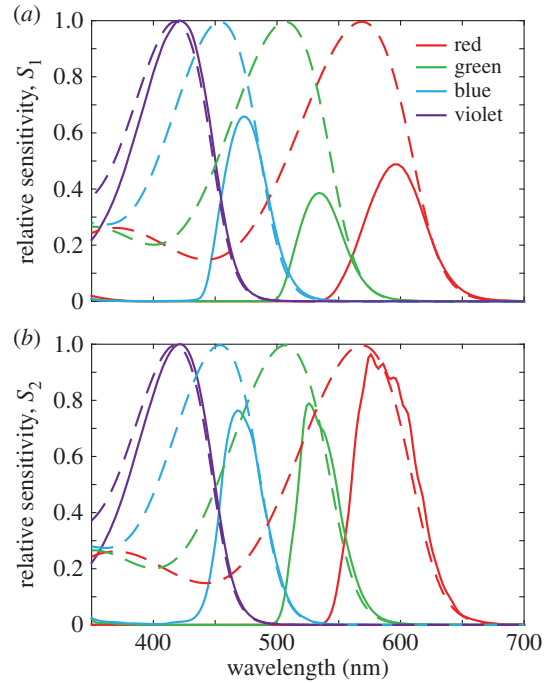 (a)
1.0
0.8
0.6
0.4
0.2
0
relative sensitivity, S1
red
green
blue
violet
(b)
1.0
0.8
0.6
0.4
0.2
0
relative sensitivity, S2
400
500
600
700
wavelength (nm)